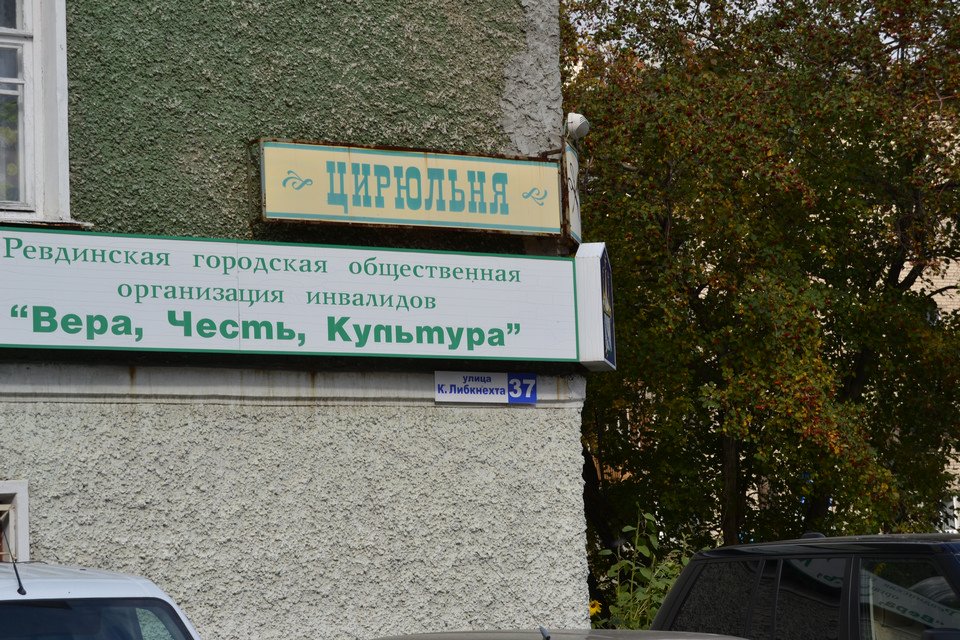 ЦИРЮЛЬНЯ
Ревдинская городская общественная
организация инвалидов
“Вера, Честь, Культура”
улица
К. Либкнехта 37